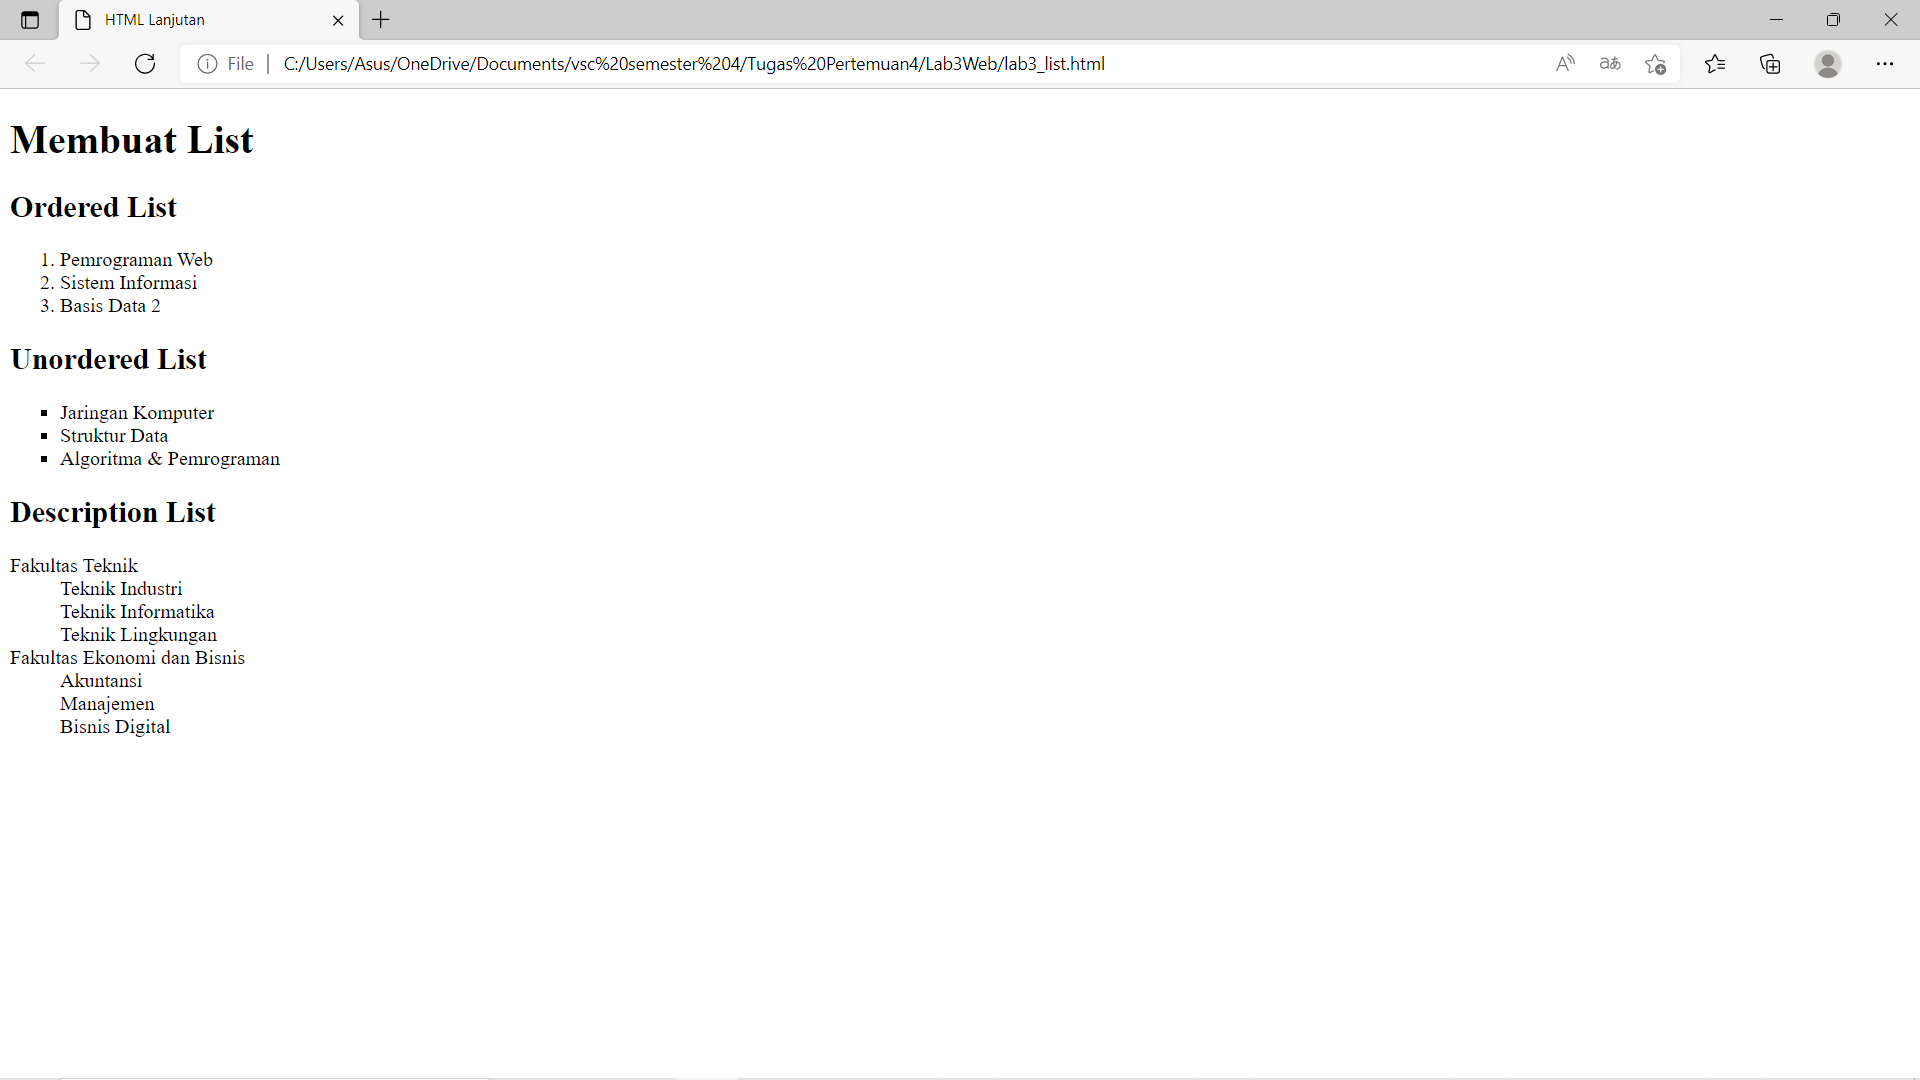 HTML Lanjutan
File
C:/Users/Asus/OneDrive/Documents/vsc%20semester%204/Tugas%20Pertemuan4/Lab3Web/lab3_list.html
Membuat List
Ordered List
1. Pemrograman Web
2. Sistem Informasi
3. Basis Data 2
Unordered List
▪ Jaringan Komputer
▪ Struktur Data
▪ Algoritma & Pemrograman
Description List
Fakultas Teknik
Teknik Industri
Teknik Informatika
Teknik Lingkungan
Fakultas Ekonomi dan Bisnis
Akuntansi
Manajemen
Bisnis Digital